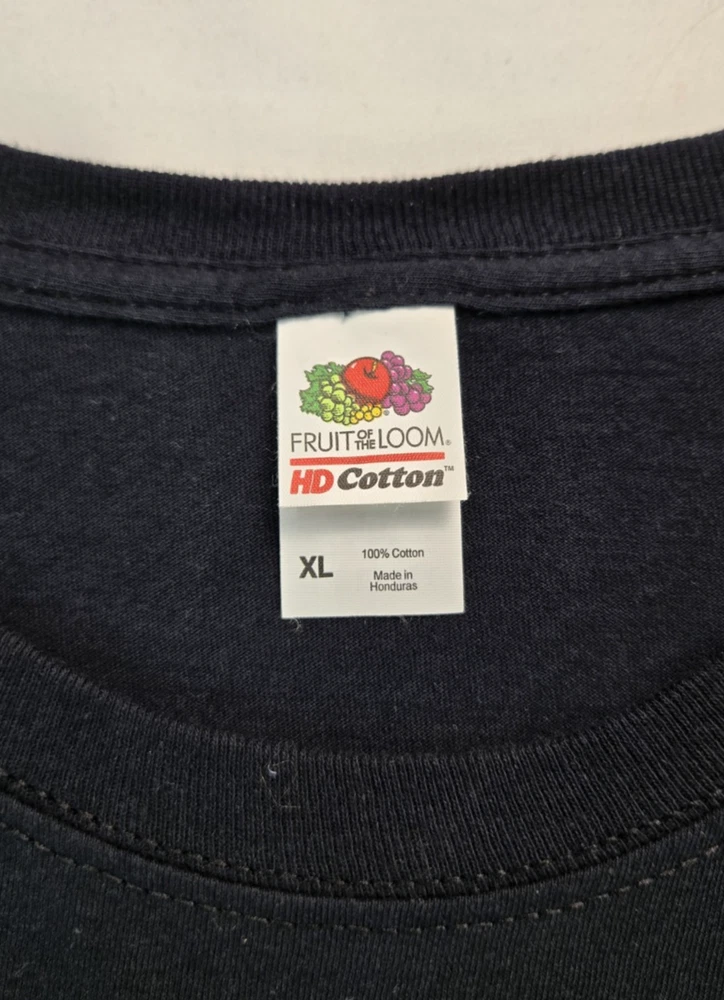 FRUIT OF THE LOOM®
HD Cotton™
XL
100% Cotton
Made in
Honduras